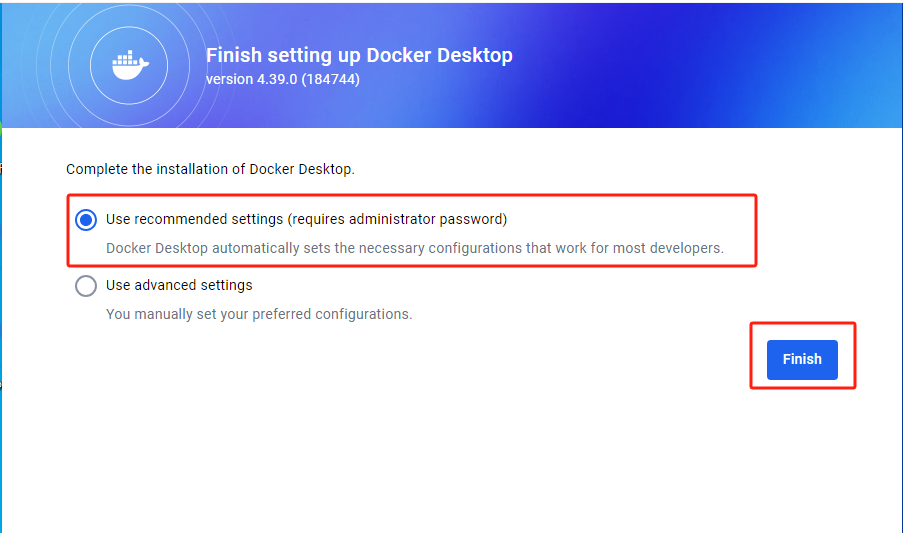 Finish setting up Docker Desktop
version 4.39.0 (184744)
Complete the installation of Docker Desktop.
Use recommended settings (requires administrator password)
Docker Desktop automatically sets the necessary configurations that work for most developers.
Use advanced settings
You manually set your preferred configurations.
Finish